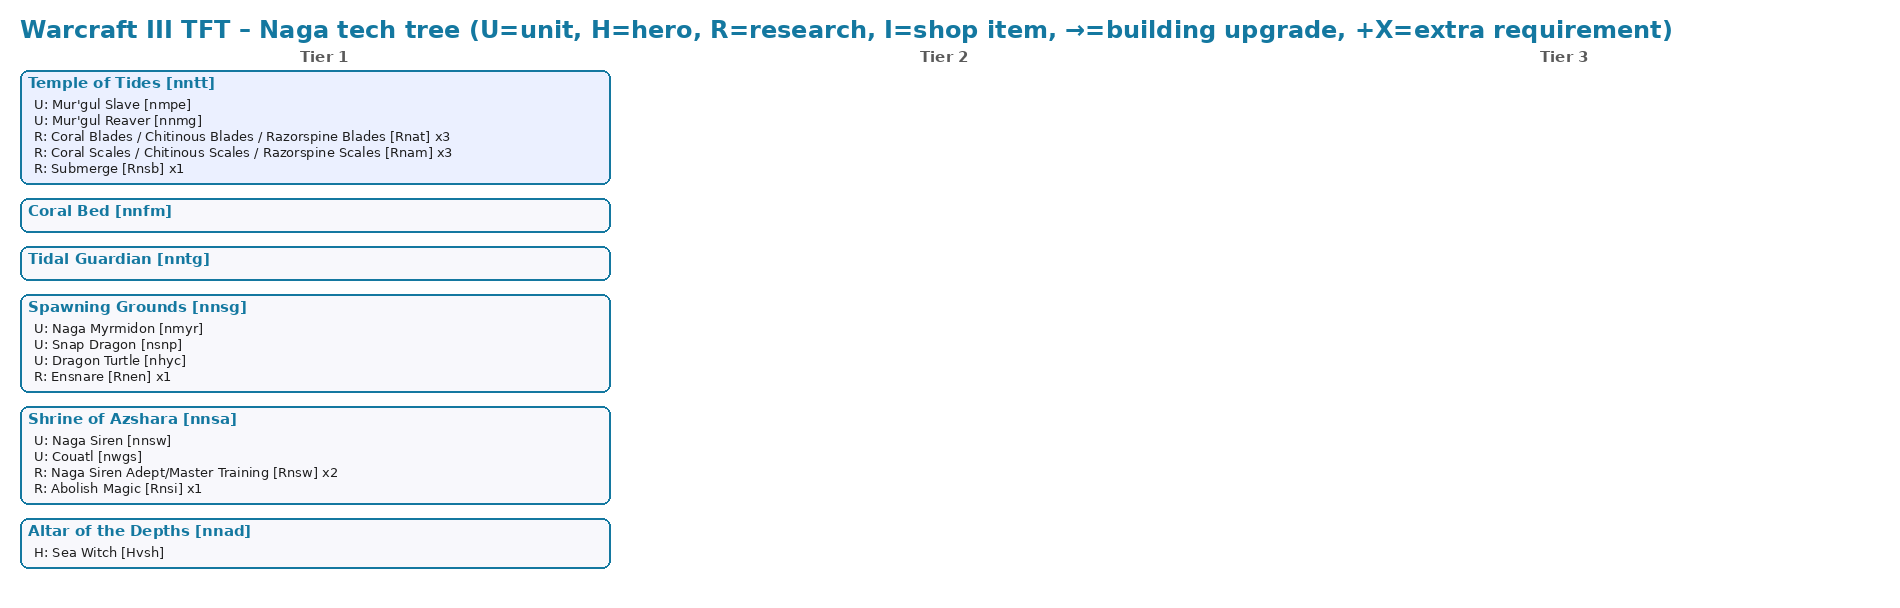 Warcraft III TFT – Naga tech tree (U=unit, H=hero, R=research, I=shop item, →=building upgrade, +X=extra requirement)
Tier 1 Tier 2 Tier 3
Temple of Tides [nntt]
U: Mur'gul Slave [nmpe]
U: Mur'gul Reaver [nnmg]
R: Coral Blades / Chitinous Blades / Razorspine Blades [Rnat] x3
R: Coral Scales / Chitinous Scales / Razorspine Scales [Rnam] x3
R: Submerge [Rnsb] x1
Coral Bed [nnfm]
Tidal Guardian [nntg]
Spawning Grounds [nnsg]
U: Naga Myrmidon [nmyr]
U: Snap Dragon [nsnp]
U: Dragon Turtle [nhyc]
R: Ensnare [Rnen] x1
Shrine of Azshara [nnsa]
U: Naga Siren [nnsw]
U: Couatl [nwgs]
R: Naga Siren Adept/Master Training [Rnsw] x2
R: Abolish Magic [Rnsi] x1
Altar of the Depths [nnad]
H: Sea Witch [Hvsh]